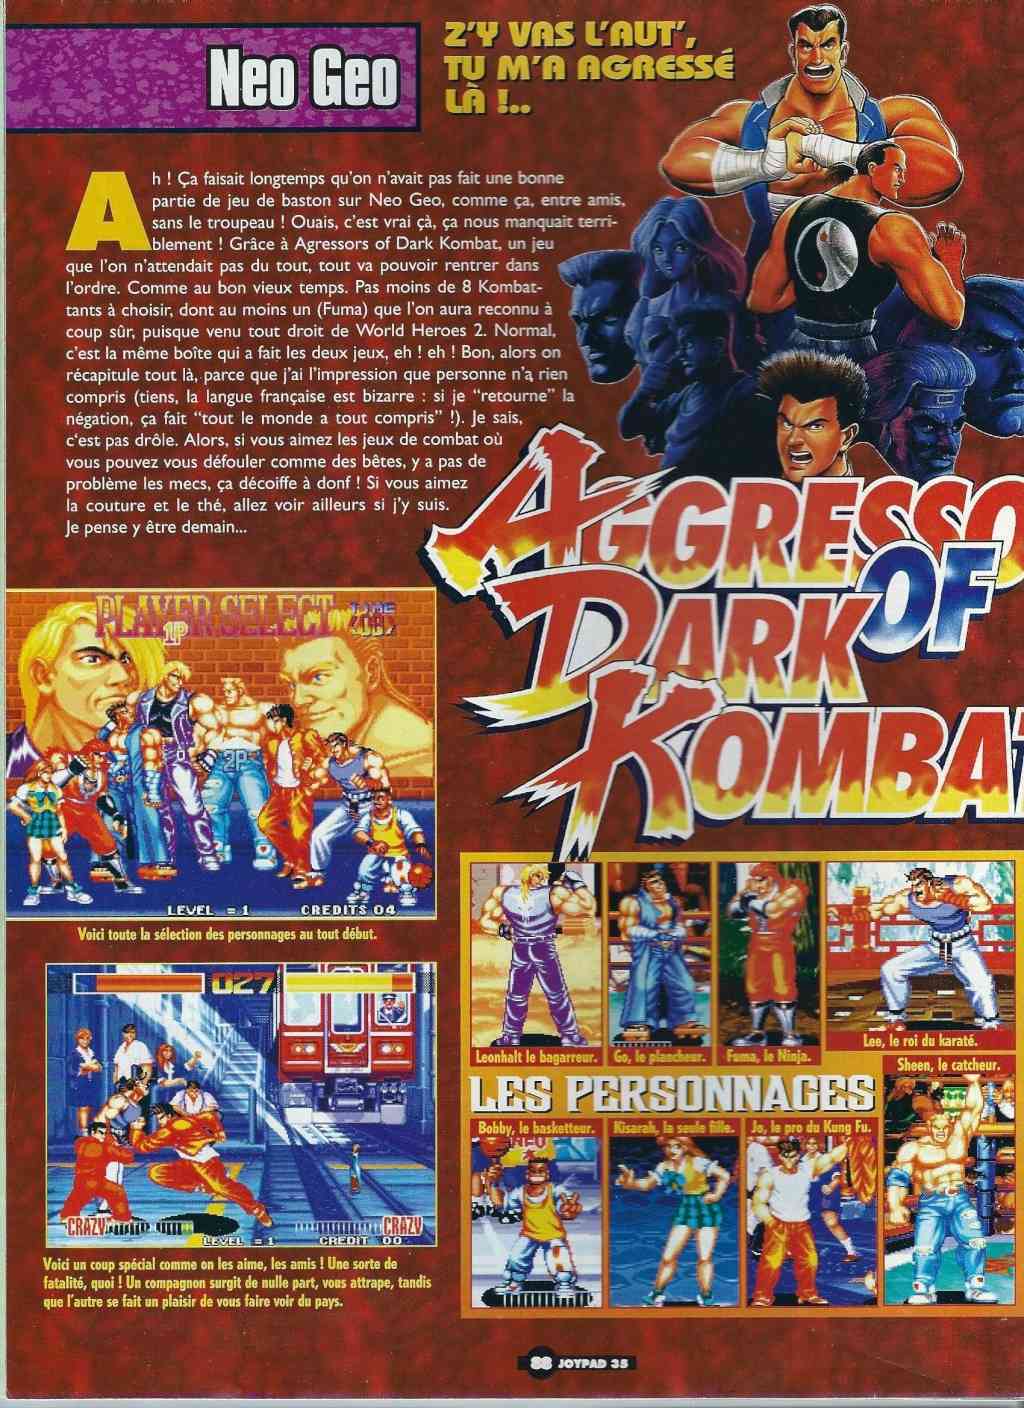 Neo Geo
Z'Y VAS L'AUT',
TU M'A AGRESSÉ
LÀ !..
Ah ! Ça faisait longtemps qu'on n'avait pas fait une bonne
partie de jeu de baston sur Neo Geo, comme ça, entre amis,
sans le troupeau ! Ouais, c'est vrai çà, ça nous manquait terri-
blement ! Grâce à Agressors of Dark Kombat, un jeu
que l'on n'attendait pas du tout, tout va pouvoir rentrer dans
l'ordre. Comme au bon vieux temps. Pas moins de 8 Kombat-
tants à choisir, dont au moins un (Fuma) que l'on aura reconnu à
coup sûr, puisque venu tout droit de World Heroes 2. Normal,
c'est la même boîte qui a fait les deux jeux, eh ! eh ! Bon, alors on
récapitule tout là, parce que j'ai l'impression que personne n'a rien
compris (tiens, la langue française est bizarre : si je “retourne” la
négation, ça fait “tout le monde a tout compris” !). Je sais,
c'est pas drôle. Alors, si vous aimez les jeux de combat où
vous pouvez vous défouler comme des bêtes, y a pas de
problème les mecs, ça décoiffe à donf ! Si vous aimez
la couture et le thé, allez voir ailleurs si j'y suis.
Je pense y être demain...
AGGRESSO
OF
DARK
KOMBAT
PLAYER SELECT TIME
1P
2P
LEVEL = 1 CREDITS 04
Voici toute la sélection des personnages au tout début.
027
CRAZY CRAZY
LEVEL = 1 CREDIT 00
Voici un coup spécial comme on les aime, les amis ! Une sorte de
fatalité, quoi ! Un compagnon surgit de nulle part, vous attrape, tandis
que l'autre se fait un plaisir de vous faire voir du pays.
Leonhalt le bagarreur.
Go, le plancheur.
Fuma, le Ninja.
Lee, le roi du karaté.
Sheen, le catcheur.
LES PERSONNAGES
Bobby, le basketteur.
Kisarah, la seule fille.
Jo, le pro du Kung Fu.
88 JOYPAD 35